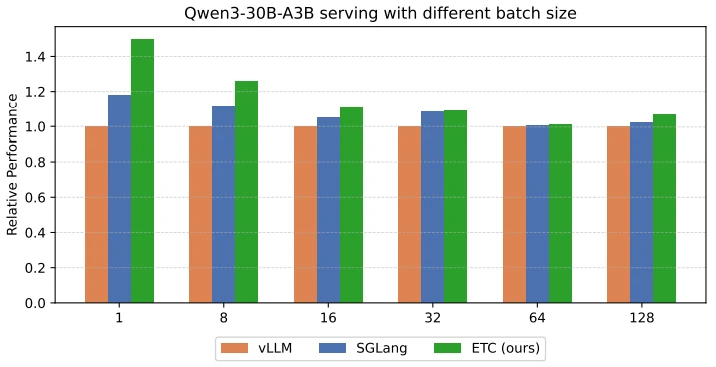 Qwen3-30B-A3B serving with different batch size
Relative Performance
1.4
1.2
1.0
0.8
0.6
0.4
0.2
0.0
1 8 16 32 64 128
vLLM SGLang ETC (ours)